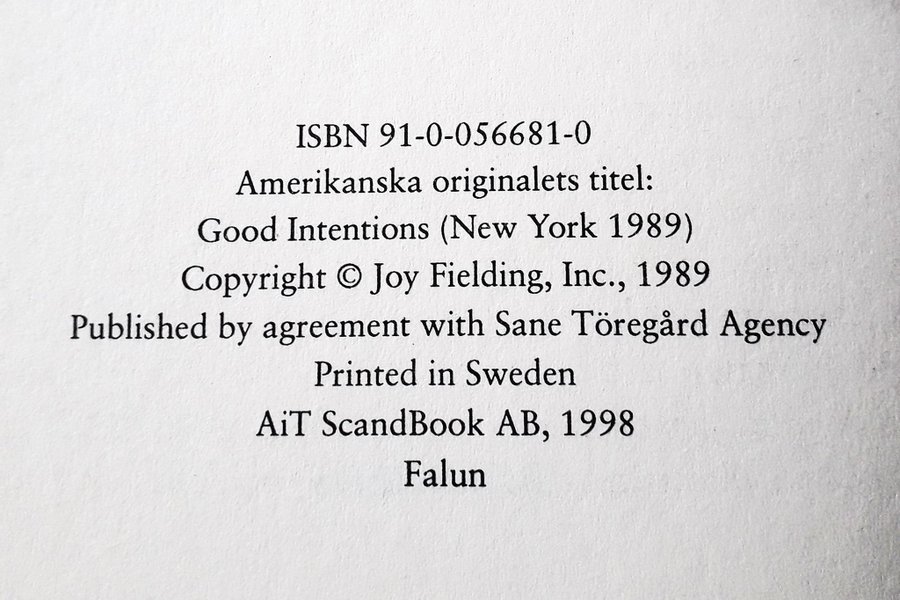 ISBN 91-0-056681-0
Amerikanska originalets titel:
Good Intentions (New York 1989)
Copyright © Joy Fielding, Inc., 1989
Published by agreement with Sane Töregård Agency
Printed in Sweden
AiT ScandBook AB, 1998
Falun